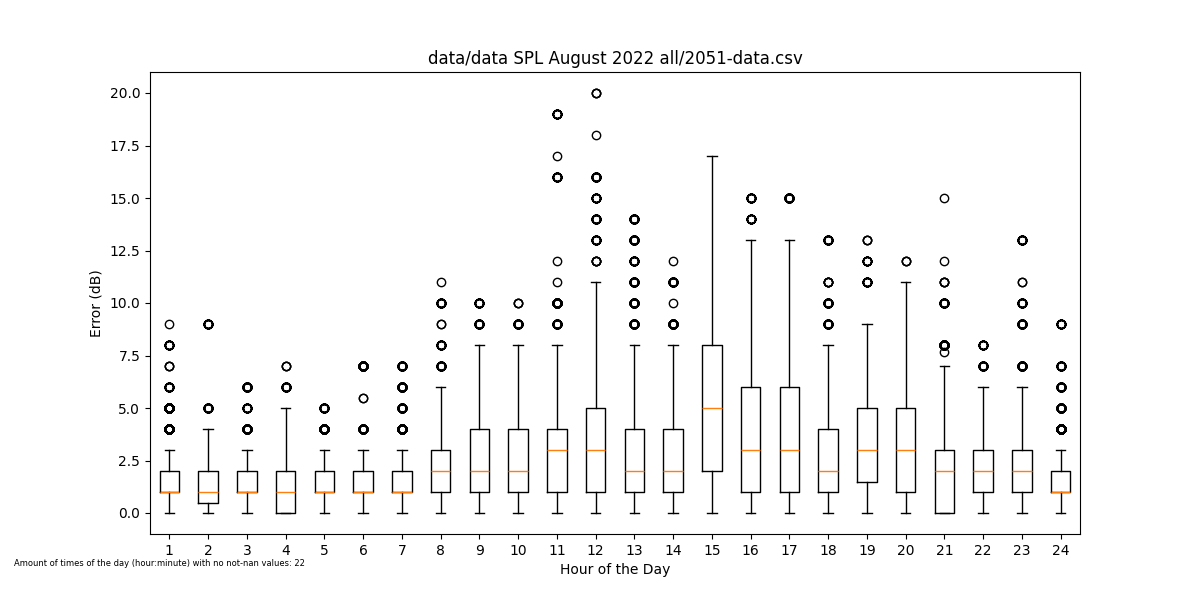 data/data SPL August 2022 all/2051-data.csv
20.0
17.5
15.0
12.5
10.0
7.5
5.0
2.5
0.0
Error (dB)
1 2 3 4 5 6 7 8 9 10 11 12 13 14 15 16 17 18 19 20 21 22 23 24
Hour of the Day
Amount of times of the day (hour:minute) with no not-nan values: 22